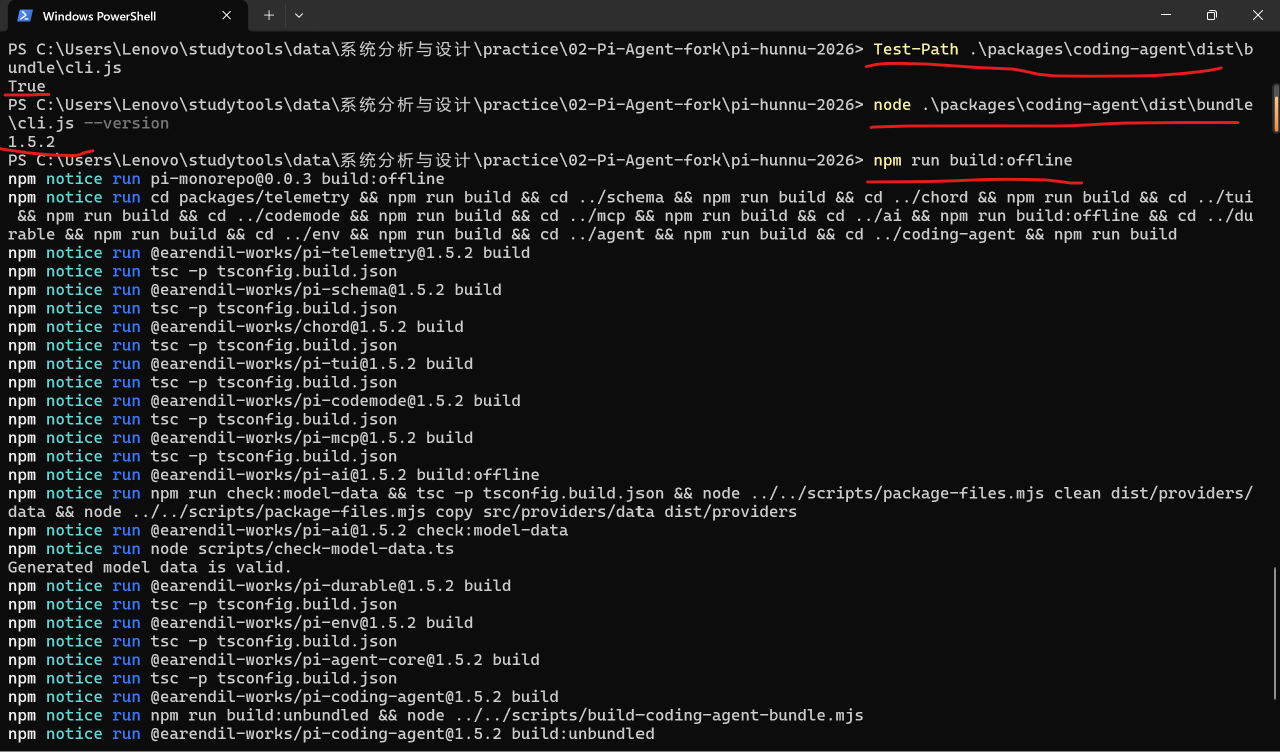 Windows PowerShell
PS C:\Users\Lenovo\studytools\data\系统分析与设计\practice\02-Pi-Agent-fork\pi-hunnu-2026> Test-Path .\packages\coding-agent\dist\b
undle\cli.js
True
PS C:\Users\Lenovo\studytools\data\系统分析与设计\practice\02-Pi-Agent-fork\pi-hunnu-2026> node .\packages\coding-agent\dist\bundle
\cli.js --version
1.5.2
PS C:\Users\Lenovo\studytools\data\系统分析与设计\practice\02-Pi-Agent-fork\pi-hunnu-2026> npm run build:offline
npm notice run pi-monorepo@0.0.3 build:offline
npm notice run cd packages/telemetry && npm run build && cd ../schema && npm run build && cd ../chord && npm run build && cd ../tui
 && npm run build && cd ../codemode && npm run build && cd ../mcp && npm run build && cd ../ai && npm run build:offline && cd ../du
rable && npm run build && cd ../env && npm run build && cd ../agent && npm run build && cd ../coding-agent && npm run build
npm notice run @earendil-works/pi-telemetry@1.5.2 build
npm notice run tsc -p tsconfig.build.json
npm notice run @earendil-works/pi-schema@1.5.2 build
npm notice run tsc -p tsconfig.build.json
npm notice run @earendil-works/chord@1.5.2 build
npm notice run tsc -p tsconfig.build.json
npm notice run @earendil-works/pi-tui@1.5.2 build
npm notice run tsc -p tsconfig.build.json
npm notice run @earendil-works/pi-codemode@1.5.2 build
npm notice run tsc -p tsconfig.build.json
npm notice run @earendil-works/pi-mcp@1.5.2 build
npm notice run tsc -p tsconfig.build.json
npm notice run @earendil-works/pi-ai@1.5.2 build:offline
npm notice run npm run check:model-data && tsc -p tsconfig.build.json && node ../../scripts/package-files.mjs clean dist/providers/
data && node ../../scripts/package-files.mjs copy src/providers/data dist/providers
npm notice run @earendil-works/pi-ai@1.5.2 check:model-data
npm notice run node scripts/check-model-data.ts
Generated model data is valid.
npm notice run @earendil-works/pi-durable@1.5.2 build
npm notice run tsc -p tsconfig.build.json
npm notice run @earendil-works/pi-env@1.5.2 build
npm notice run tsc -p tsconfig.build.json
npm notice run @earendil-works/pi-agent-core@1.5.2 build
npm notice run tsc -p tsconfig.build.json
npm notice run @earendil-works/pi-coding-agent@1.5.2 build
npm notice run npm run build:unbundled && node ../../scripts/build-coding-agent-bundle.mjs
npm notice run @earendil-works/pi-coding-agent@1.5.2 build:unbundled